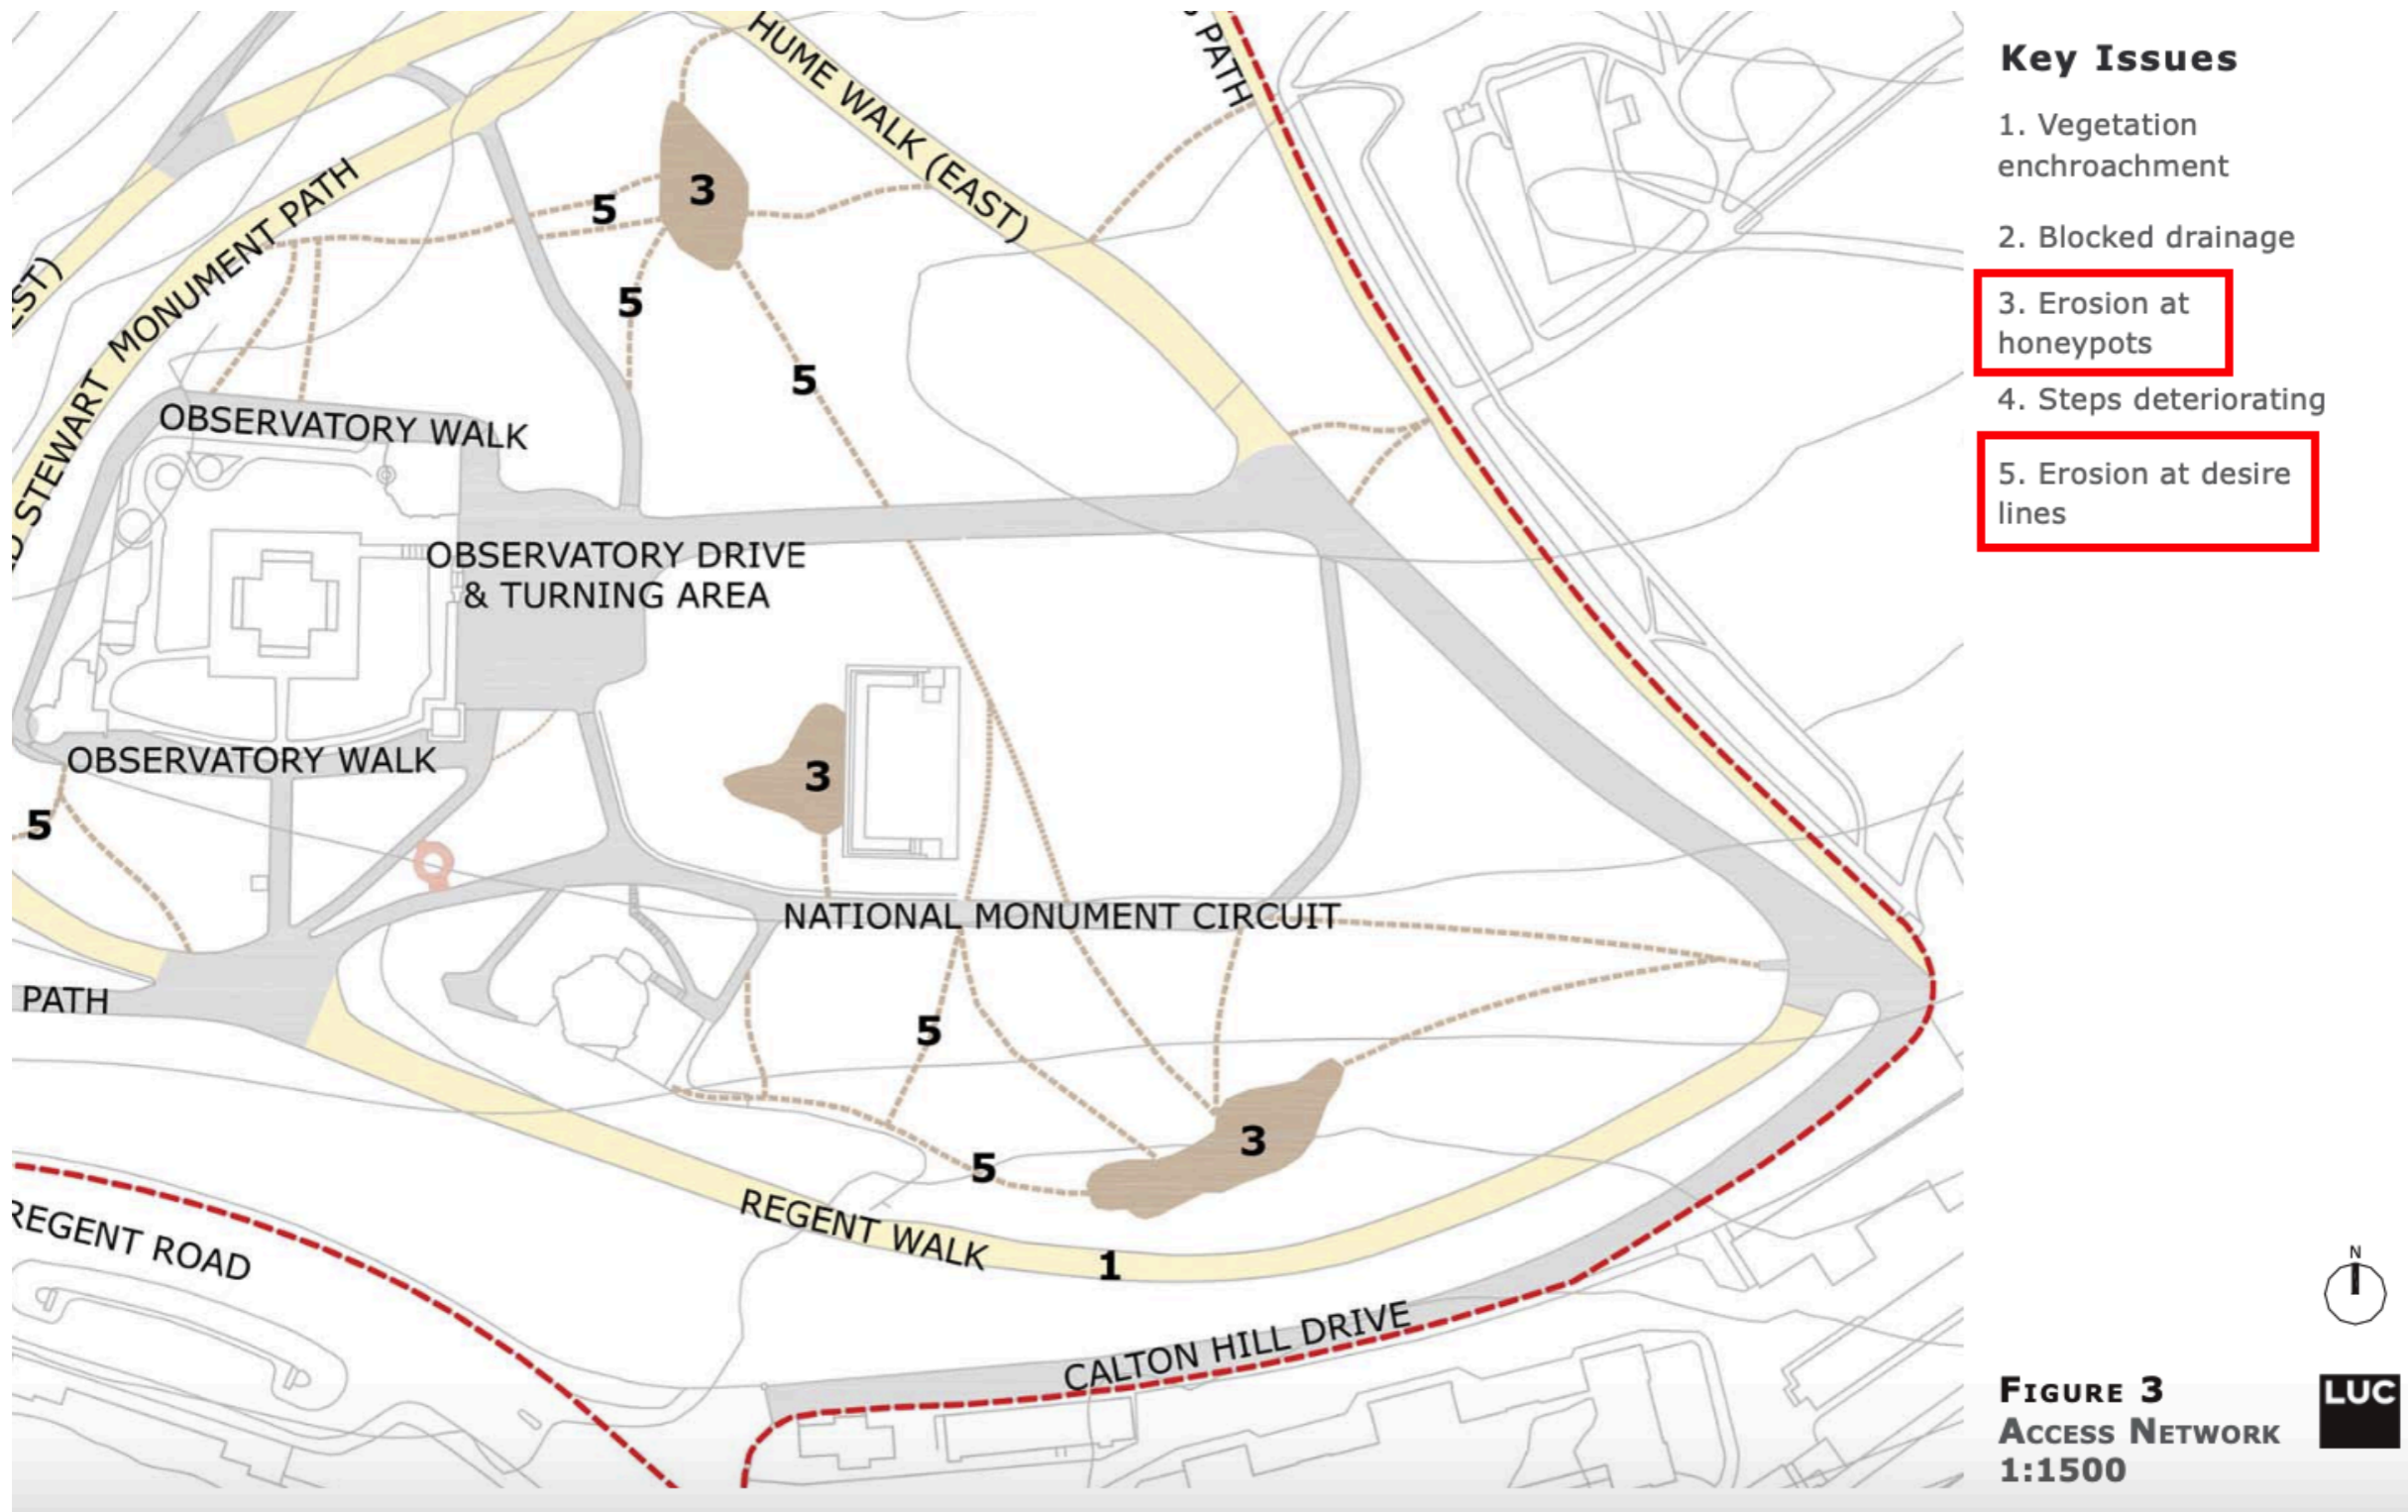 HUME WALK (EAST)
PATH
3
5
5
5
MONUMENT PATH
STEWART
OBSERVATORY WALK
OBSERVATORY DRIVE
& TURNING AREA
OBSERVATORY WALK
3
5
NATIONAL MONUMENT CIRCUIT
PATH
5
3
5
REGENT WALK
1
REGENT ROAD
CALTON HILL DRIVE
Key Issues
1. Vegetation
enchroachment
2. Blocked drainage
3. Erosion at
honeypots
4. Steps deteriorating
5. Erosion at desire
lines
N
FIGURE 3
ACCESS NETWORK
1:1500
LUC